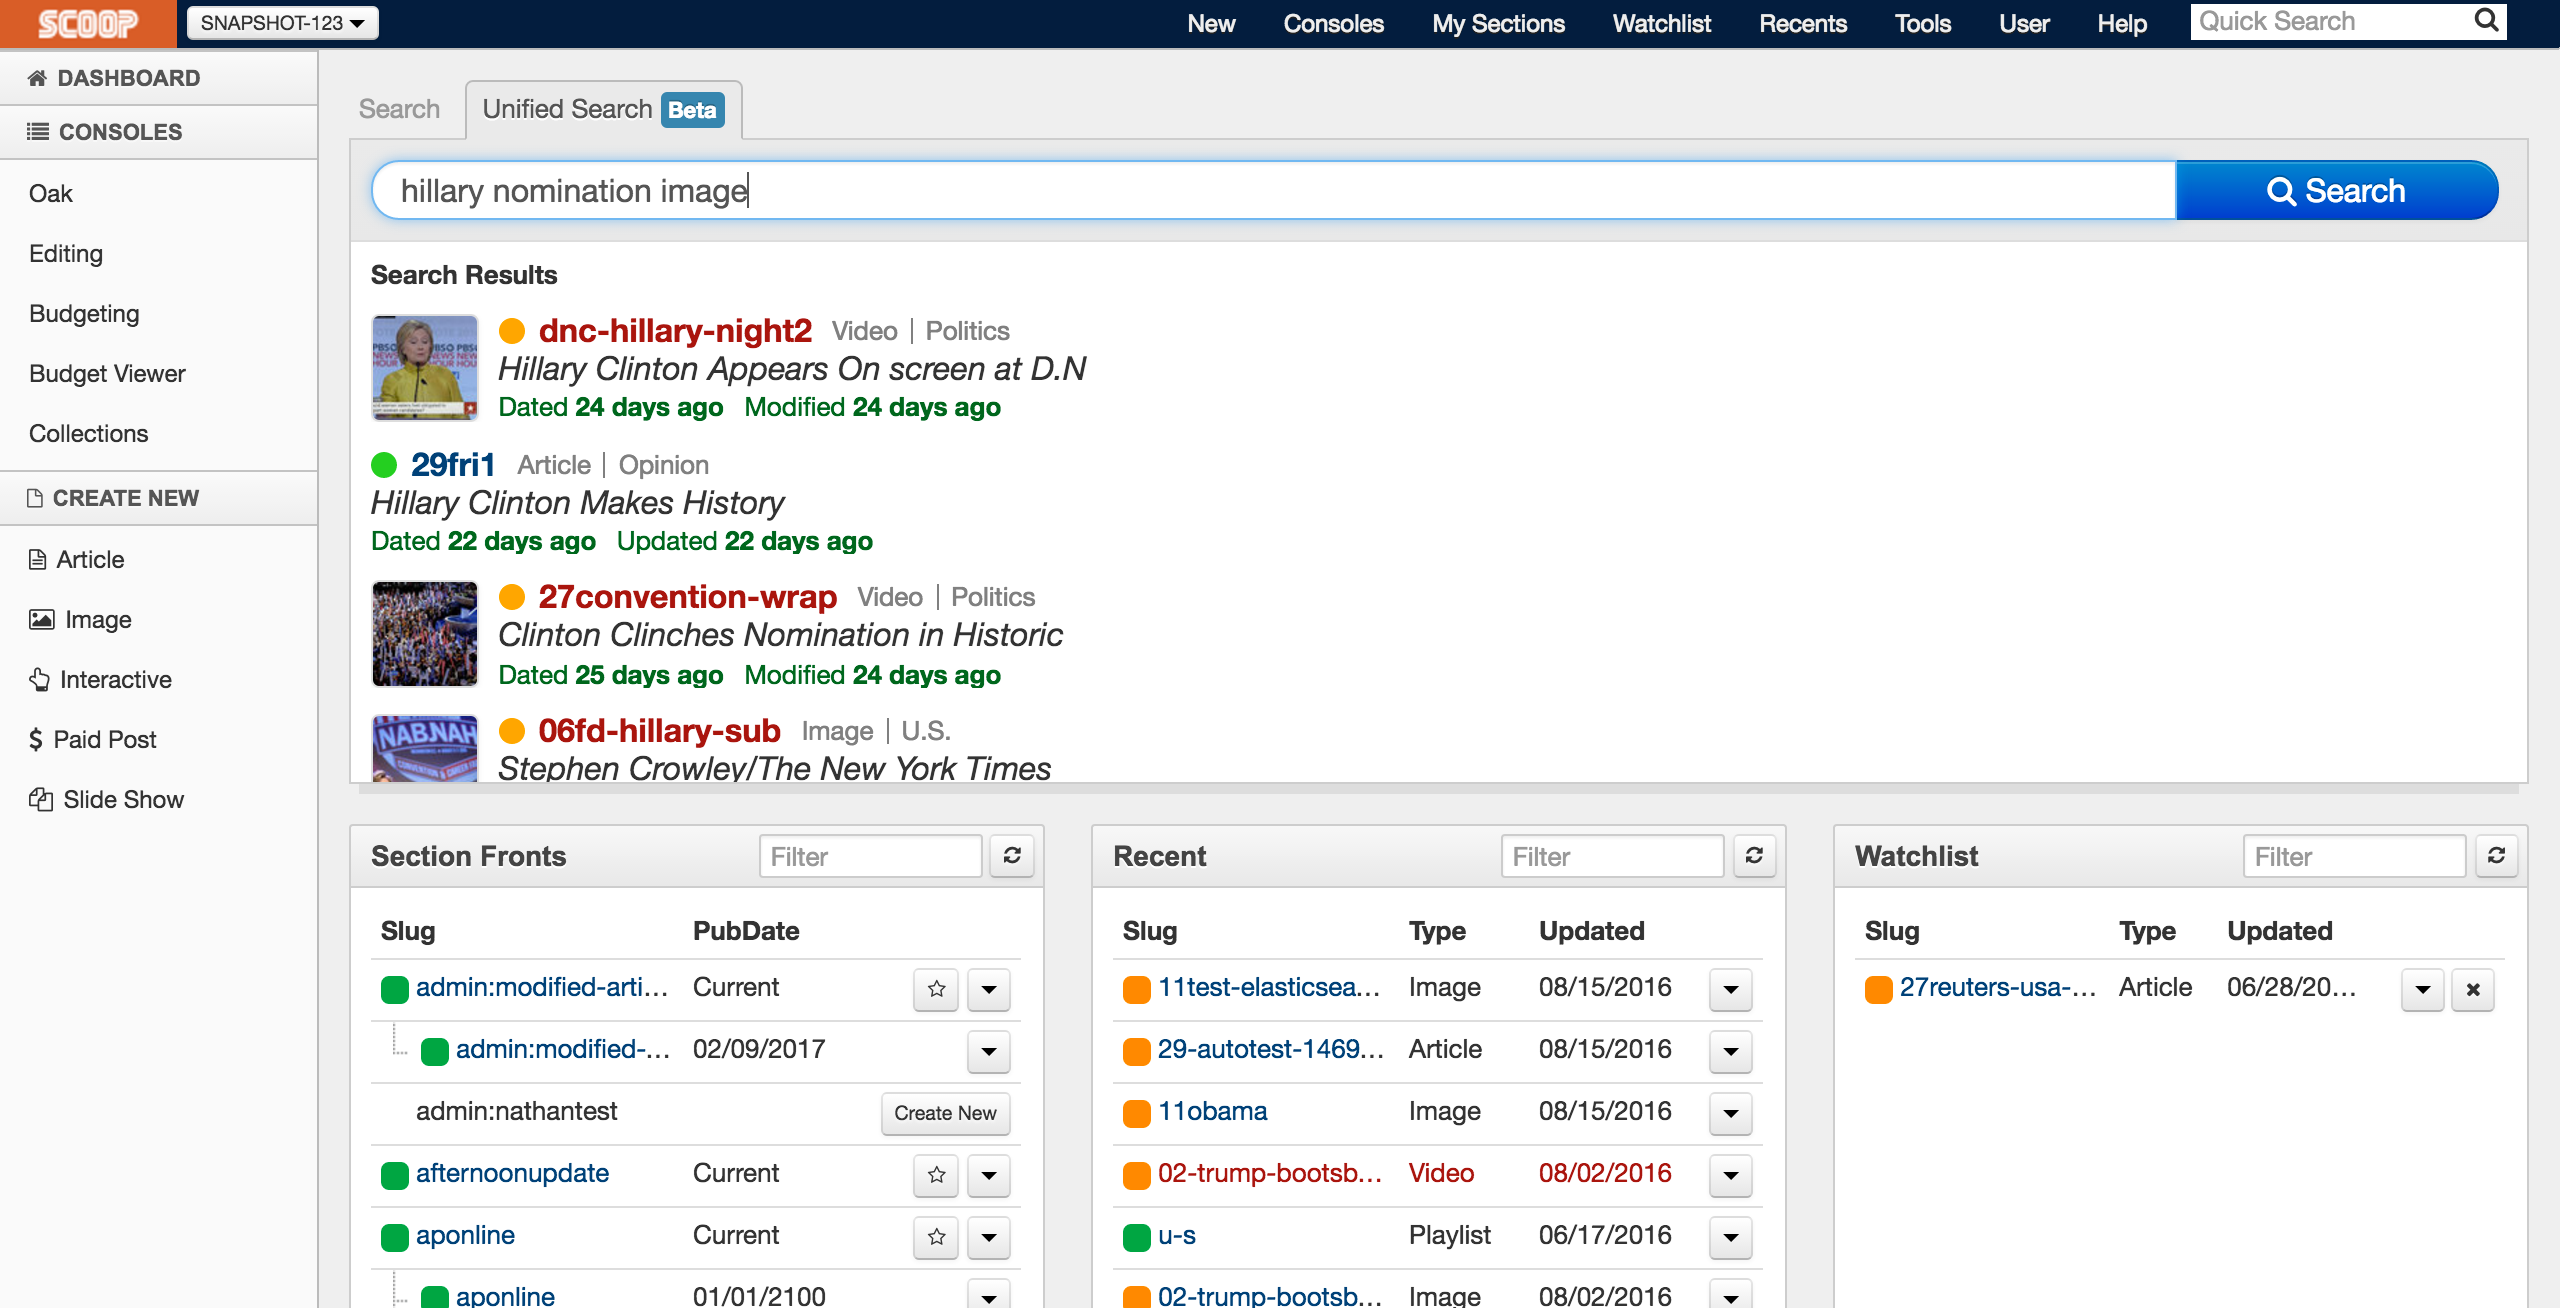 SCOOP
SNAPSHOT-123
New Consoles My Sections Watchlist Recents Tools User Help Quick Search
DASHBOARD
CONSOLES
Oak
Editing
Budgeting
Budget Viewer
Collections
CREATE NEW
Article
Image
Interactive
Paid Post
Slide Show
Search
Unified Search Beta
hillary nomination image
Search
Search Results
dnc-hillary-night2 Video | Politics
Hillary Clinton Appears On screen at D.N
Dated 24 days ago Modified 24 days ago
29fri1 Article | Opinion
Hillary Clinton Makes History
Dated 22 days ago Updated 22 days ago
27convention-wrap Video | Politics
Clinton Clinches Nomination in Historic
Dated 25 days ago Modified 24 days ago
NABJNAH
06fd-hillary-sub Image | U.S.
Stephen Crowley/The New York Times
Section Fronts Filter
Slug PubDate
admin:modified-arti... Current
admin:modified-... 02/09/2017
admin:nathantest Create New
afternoonupdate Current
aponline Current
aponline 01/01/2100
Recent Filter
Slug Type Updated
11test-elasticsea... Image 08/15/2016
29-autotest-1469... Article 08/15/2016
11obama Image 08/15/2016
02-trump-bootsb... Video 08/02/2016
u-s Playlist 06/17/2016
02-trump-bootsb... Image 08/02/2016
Watchlist Filter
Slug Type Updated
27reuters-usa-... Article 06/28/20...